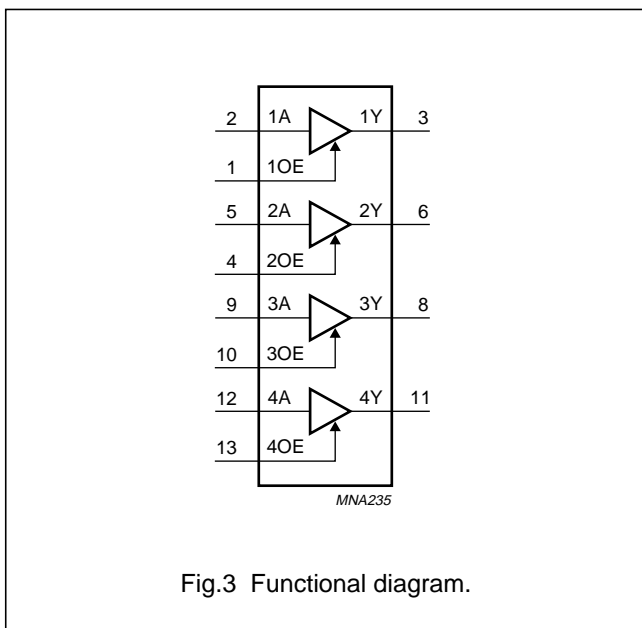 2 1A 1Y 3
1 1OE
5 2A 2Y 6
4 2OE
9 3A 3Y 8
10 3OE
12 4A 4Y 11
13 4OE
MNA235
Fig.3 Functional diagram.